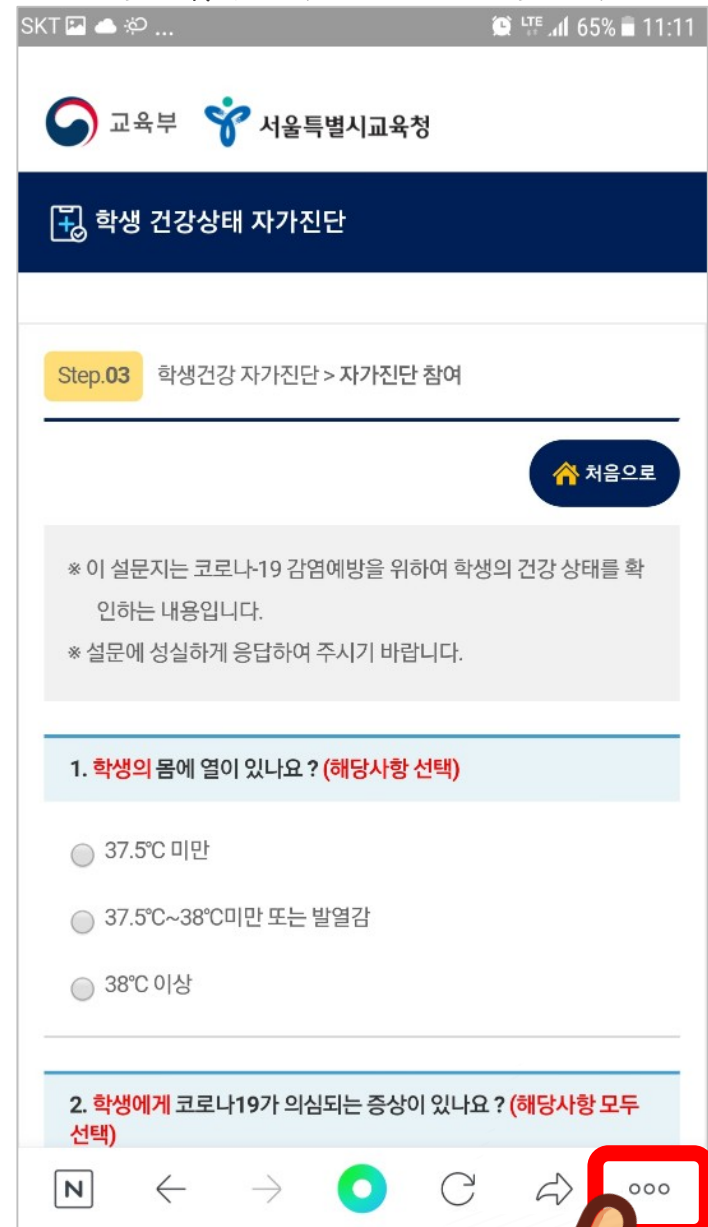 SKT ... LTE 65% 11:11
교육부 서울특별시교육청
학생 건강상태 자가진단
Step.03 학생건강 자가진단 > 자가진단 참여
처음으로
※ 이 설문지는 코로나-19 감염예방을 위하여 학생의 건강 상태를 확
인하는 내용입니다.
※ 설문에 성실하게 응답하여 주시기 바랍니다.
1. 학생의 몸에 열이 있나요 ? (해당사항 선택)
37.5℃ 미만
37.5℃~38℃미만 또는 발열감
38℃ 이상
2. 학생에게 코로나19가 의심되는 증상이 있나요 ? (해당사항 모두
선택)
N